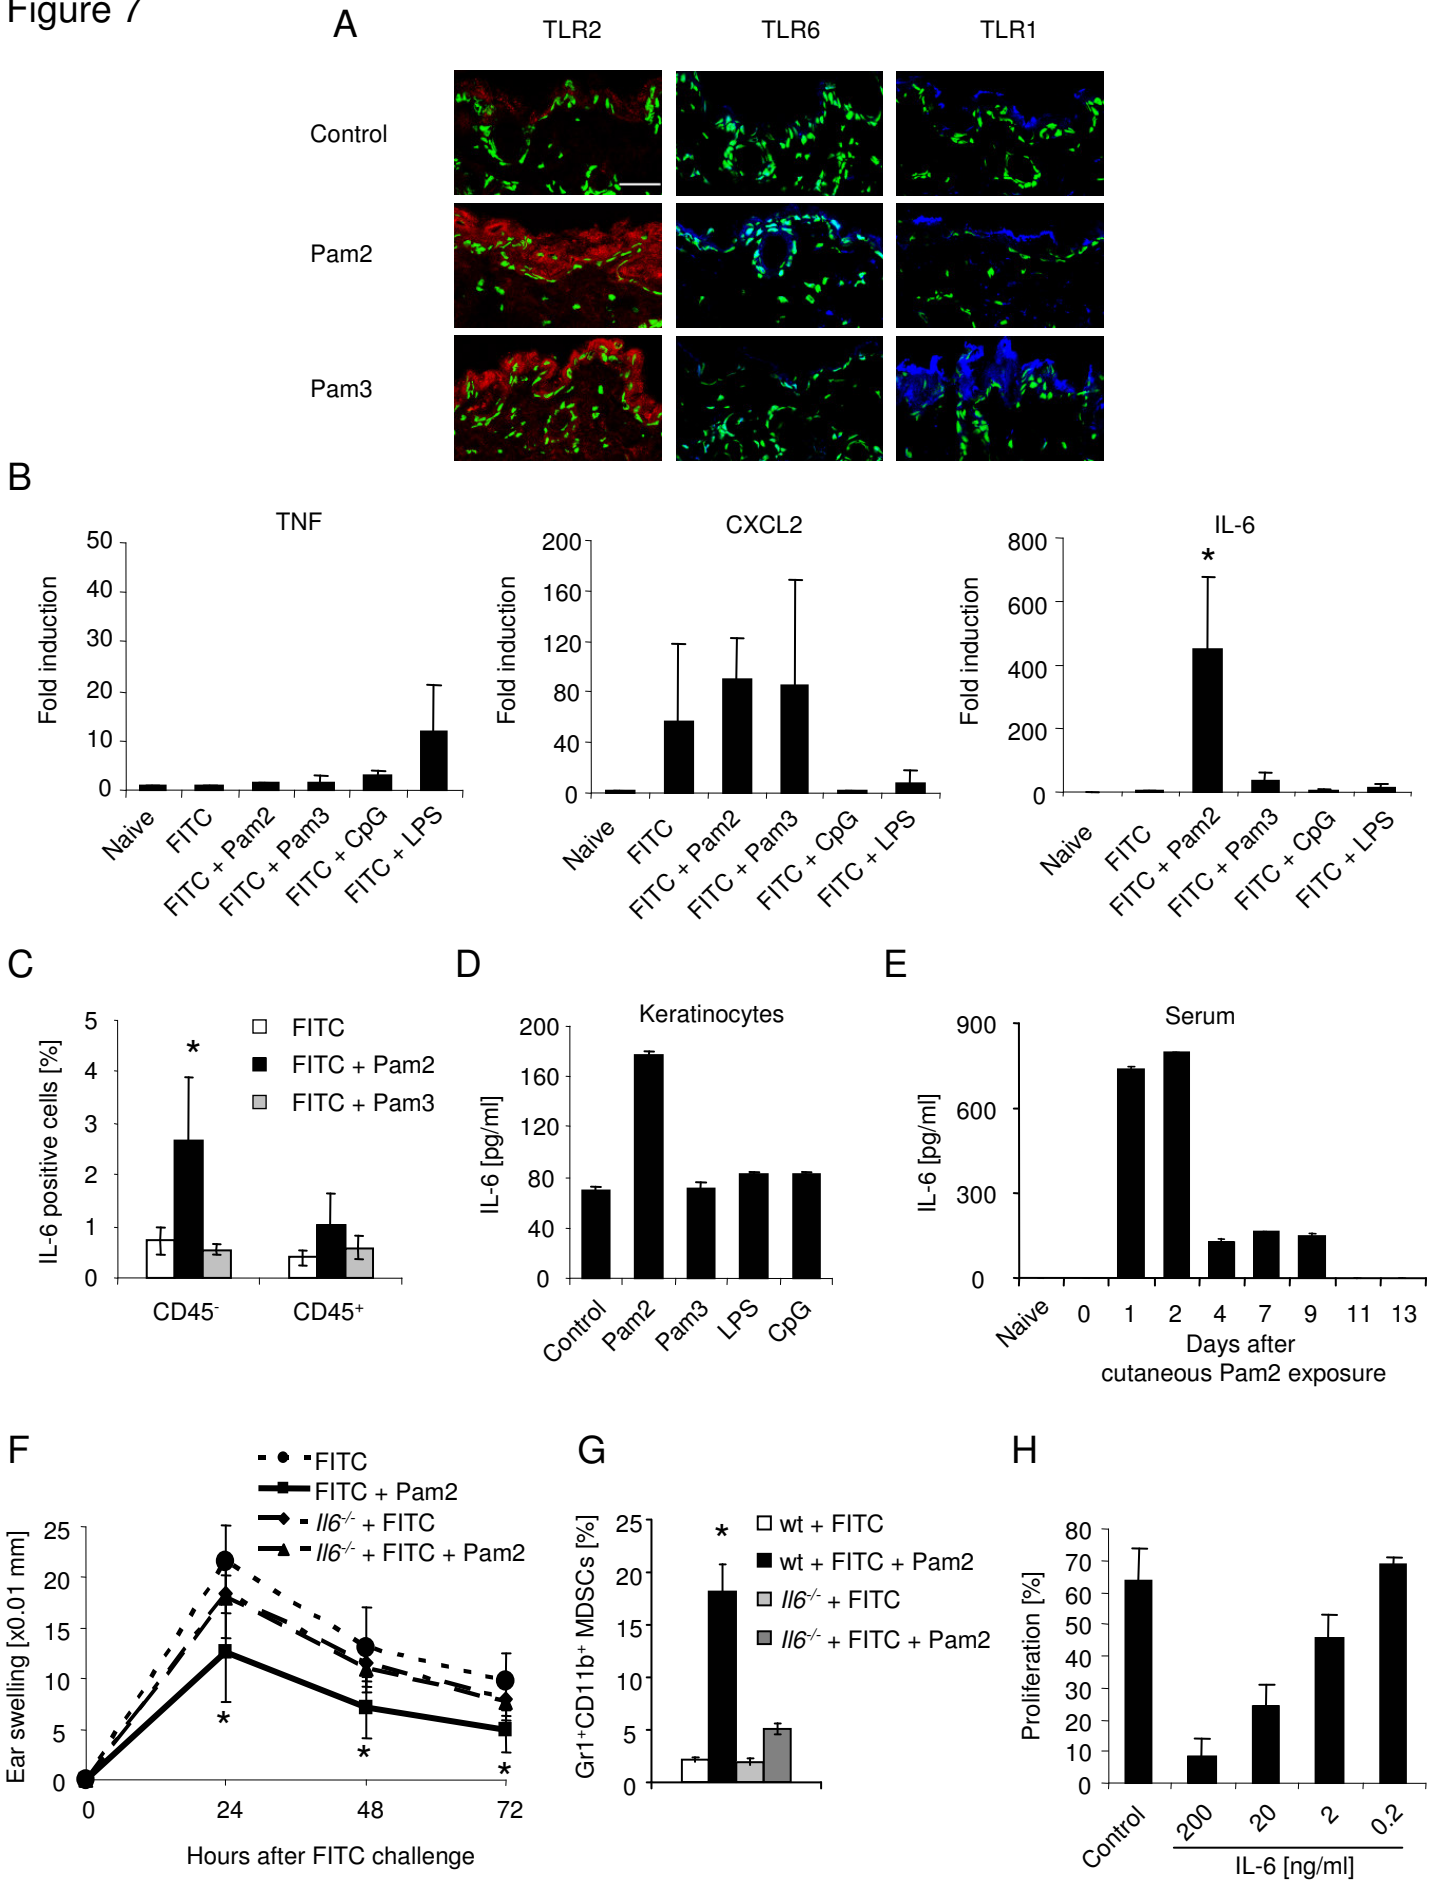 Figure 7
A
TLR2 TLR6 TLR1
Control
Pam2
Pam3
B
TNF
Fold induction
50
40
30
20
10
0
Naive
FITC
FITC + Pam2
FITC + Pam3
FITC + CpG
FITC + LPS
CXCL2
Fold induction
200
160
120
80
40
0
Naive
FITC
FITC + Pam2
FITC + Pam3
FITC + CpG
FITC + LPS
IL-6
Fold induction
800
600
400
200
0
*
Naive
FITC
FITC + Pam2
FITC + Pam3
FITC + CpG
FITC + LPS
C
IL-6 positive cells [%]
5
4
3
2
1
0
*
FITC
FITC + Pam2
FITC + Pam3
CD45⁻ CD45⁺
D
Keratinocytes
IL-6 [pg/ml]
200
160
120
80
40
0
Control
Pam2
Pam3
LPS
CpG
E
Serum
IL-6 [pg/ml]
900
600
300
0
Naive 0 1 2 4 7 9 11 13
Days after
cutaneous Pam2 exposure
F
FITC
FITC + Pam2
Il6⁻/⁻ + FITC
Il6⁻/⁻ + FITC + Pam2
Ear swelling [x0.01 mm]
25
20
15
10
5
0
* * *
0 24 48 72
Hours after FITC challenge
G
Gr1⁺CD11b⁺ MDSCs [%]
25
20
15
10
5
0
*
wt + FITC
wt + FITC + Pam2
Il6⁻/⁻ + FITC
Il6⁻/⁻ + FITC + Pam2
H
Proliferation [%]
80
70
60
50
40
30
20
10
0
Control
200
20
2
0.2
IL-6 [ng/ml]